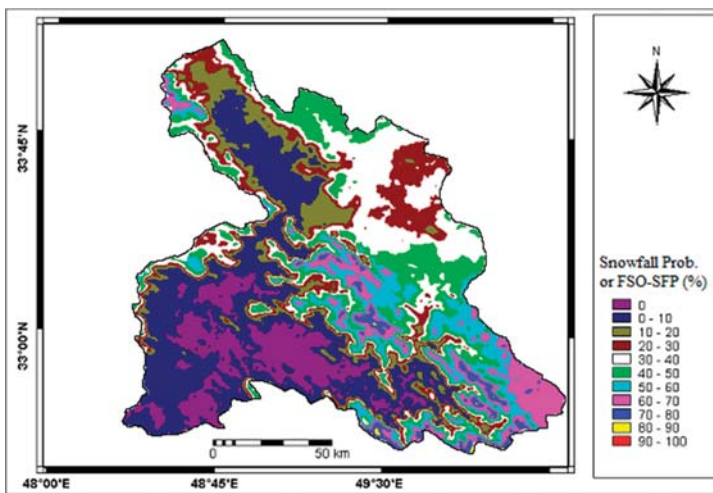 N
33°45'N
33°00'N
Snowfall Prob.
or FSO-SFP (%)
0
0 - 10
10 - 20
20 - 30
30 - 40
40 - 50
50 - 60
60 - 70
70 - 80
80 - 90
90 - 100
0 50 km
48°00'E 48°45'E 49°30'E